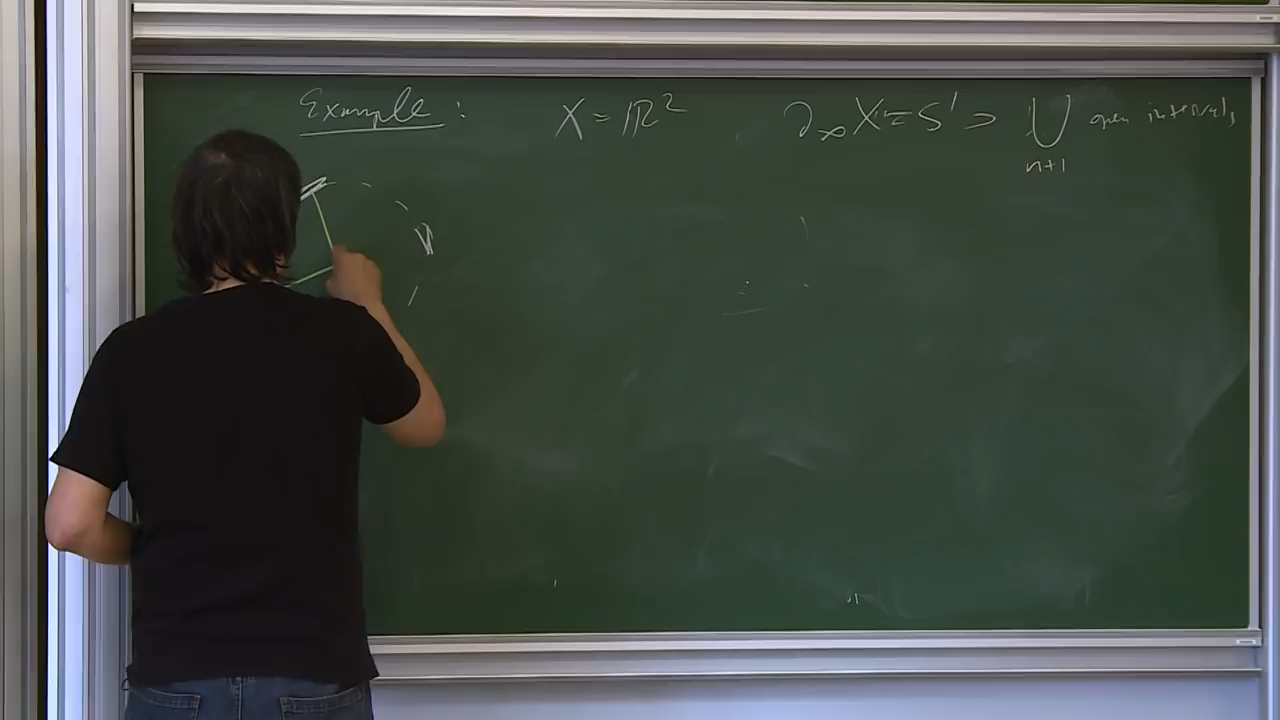 Example : X = ℝ² ∂∞X = S¹ ⊃ ⋃ open intervals
n+1